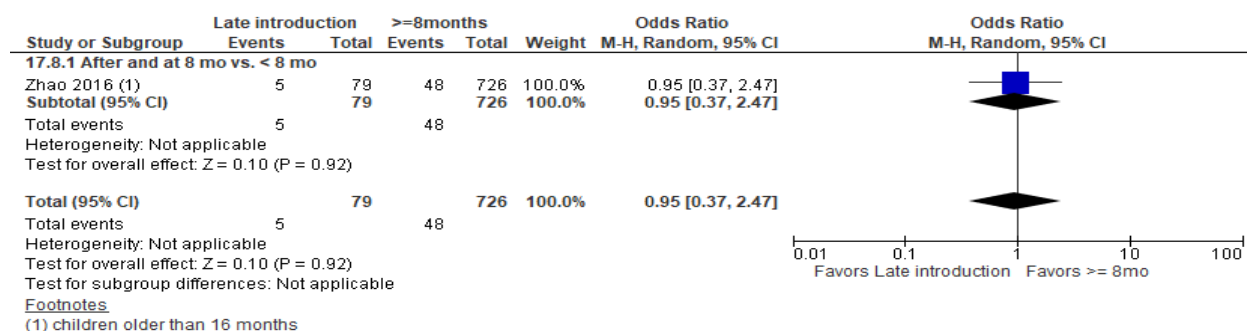 Late introduction >=8months Odds Ratio Odds Ratio
Study or Subgroup Events Total Events Total Weight M-H, Random, 95% CI M-H, Random, 95% CI
17.8.1 After and at 8 mo vs. < 8 mo
Zhao 2016 (1) 5 79 48 726 100.0% 0.95 [0.37, 2.47]
Subtotal (95% CI) 79 726 100.0% 0.95 [0.37, 2.47]
Total events 5 48
Heterogeneity: Not applicable
Test for overall effect: Z = 0.10 (P = 0.92)
Total (95% CI) 79 726 100.0% 0.95 [0.37, 2.47]
Total events 5 48
Heterogeneity: Not applicable
Test for overall effect: Z = 0.10 (P = 0.92)
Test for subgroup differences: Not applicable
0.01 0.1 1 10 100
Favors Late introduction Favors >= 8mo
Footnotes
(1) children older than 16 months